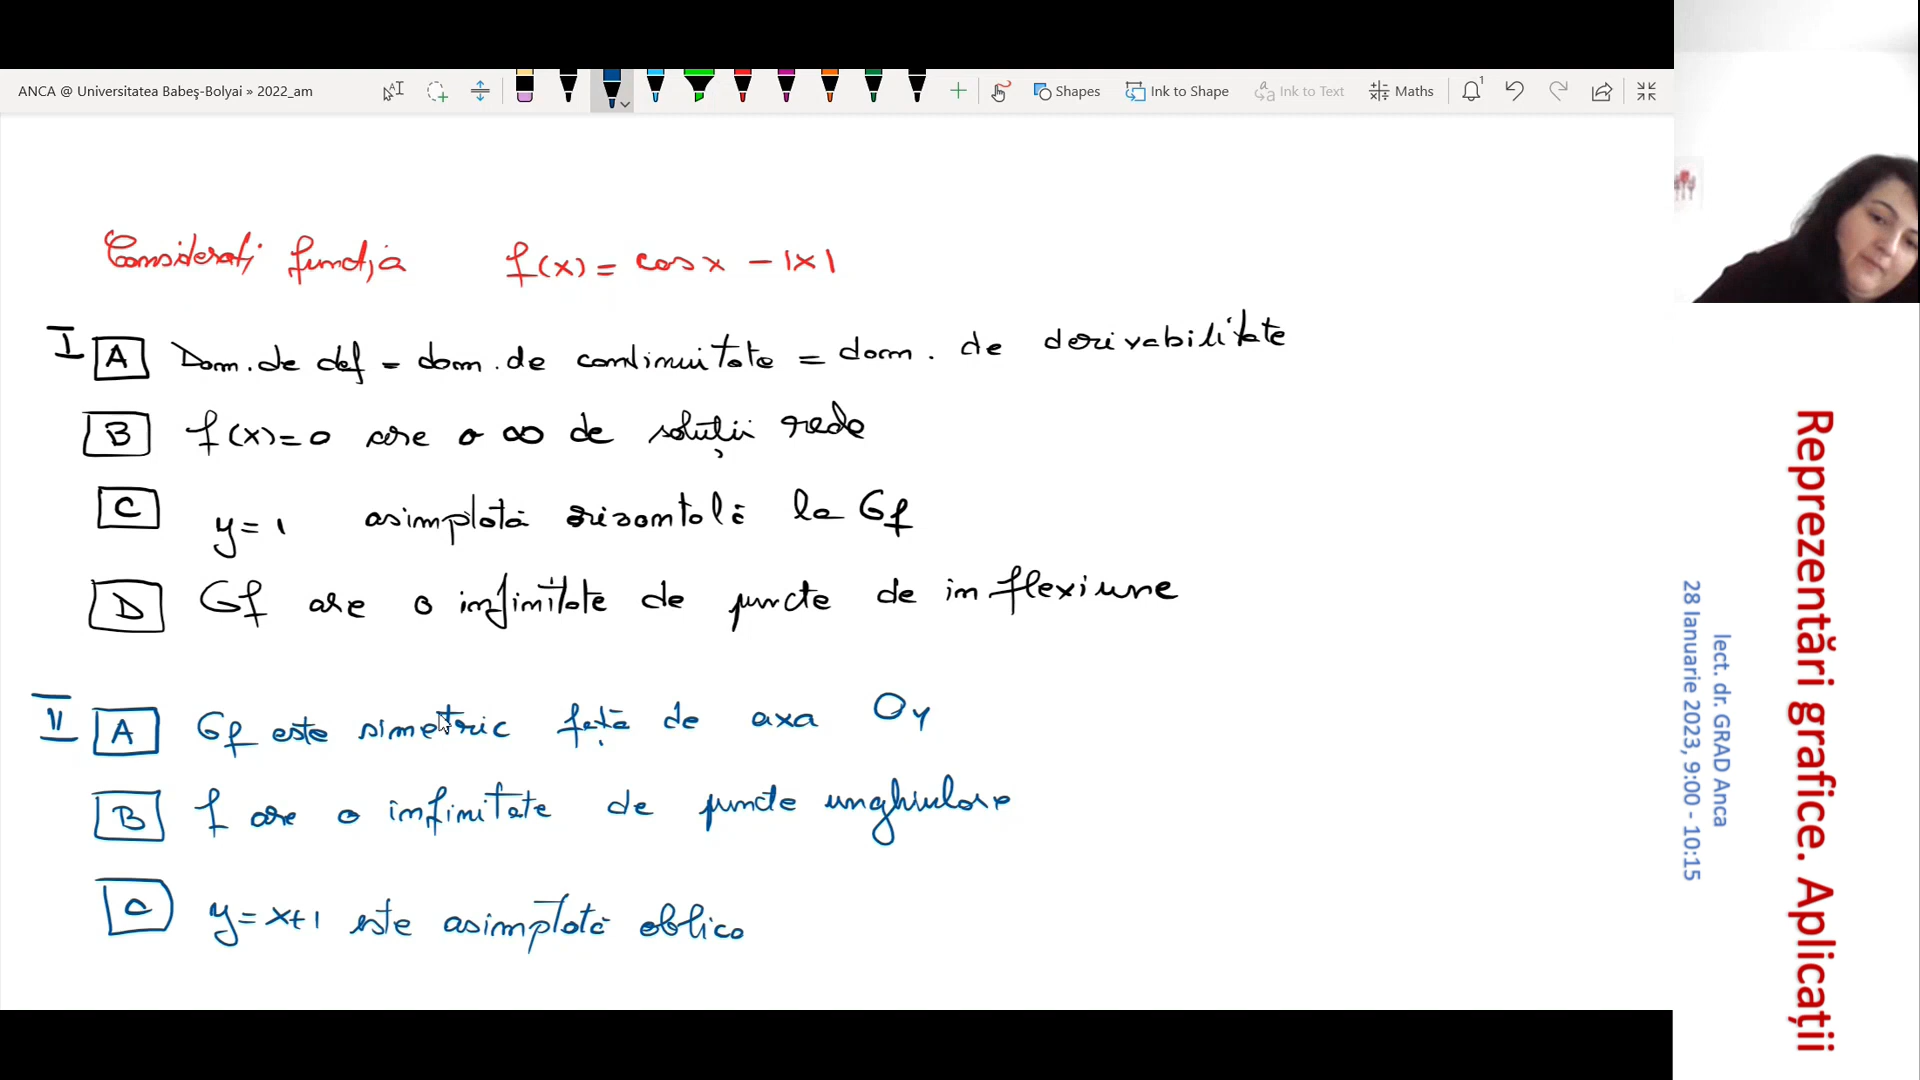 ANCA @ Universitatea Babeş-Bolyai » 2022_am
Shapes
Ink to Shape
Ink to Text
Maths
1
Considerați funcția f(x) = cos x - |x|
I A Dom. de def = dom. de continuitate = dom. de derivabilitate
B f(x)=0 are o ∞ de soluții reale
C y=1 asimptotă orizontală la Gf
D Gf are o infinitate de puncte de inflexiune
II A Gf este simetric față de axa Oy
B f are o infinitate de puncte unghiulare
C y=x+1 este asimptotă oblică
Reprezentări grafice. Aplicații
lect. dr. GRAD Anca
28 Ianuarie 2023, 9:00 - 10:15